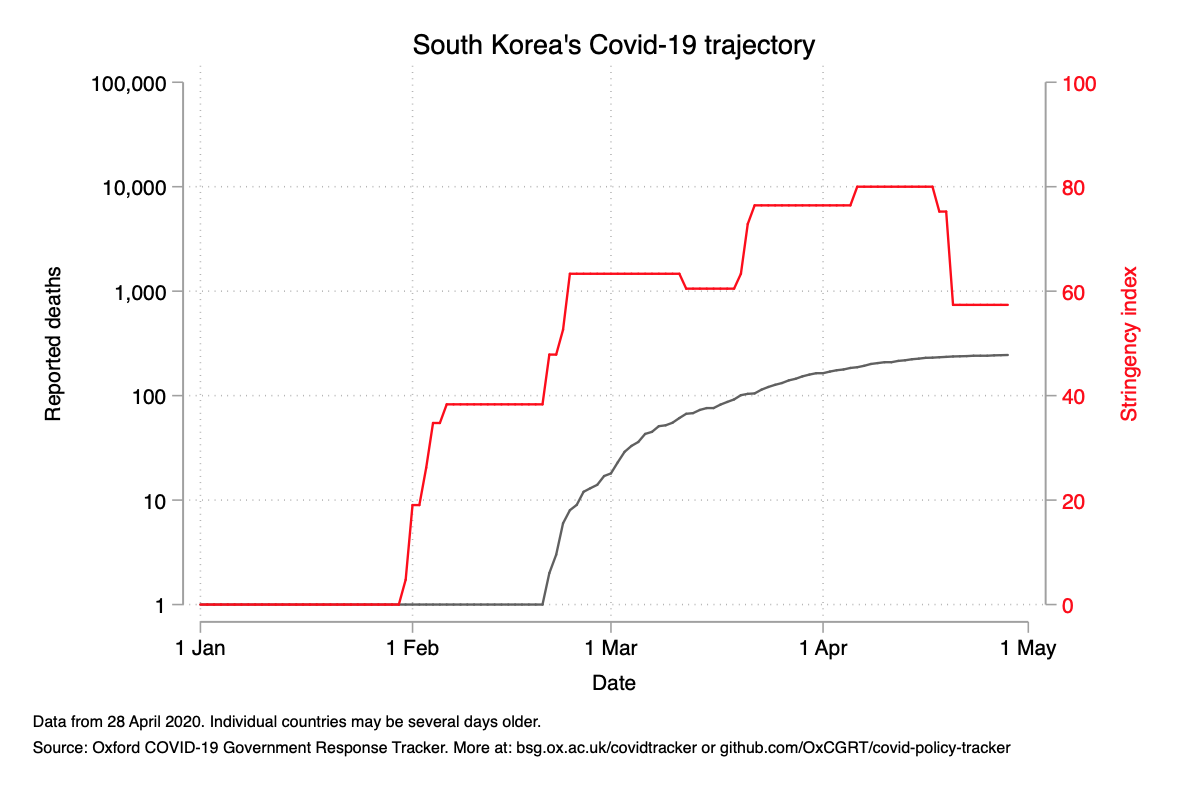 South Korea's Covid-19 trajectory
100,000
10,000
1,000
100
10
1
Reported deaths
100
80
60
40
20
0
Stringency index
1 Jan
1 Feb
1 Mar
1 Apr
1 May
Date
Data from 28 April 2020. Individual countries may be several days older.
Source: Oxford COVID-19 Government Response Tracker. More at: bsg.ox.ac.uk/covidtracker or github.com/OxCGRT/covid-policy-tracker